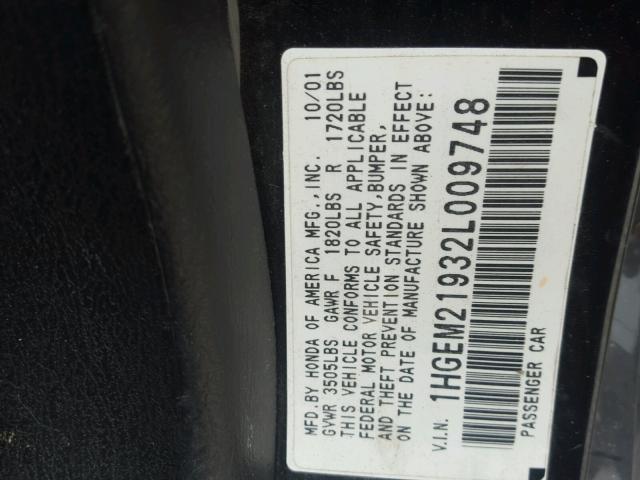 MFD.BY HONDA OF AMERICA MFG.,INC. 10/01
GVWR 3505LBS GAWR F 1820LBS R 1720LBS
THIS VEHICLE CONFORMS TO ALL APPLICABLE
FEDERAL MOTOR VEHICLE SAFETY,BUMPER,
AND THEFT PREVENTION STANDARDS IN EFFECT
ON THE DATE OF MANUFACTURE SHOWN ABOVE:
V.I.N. 1HGEM21932L009748
PASSENGER CAR